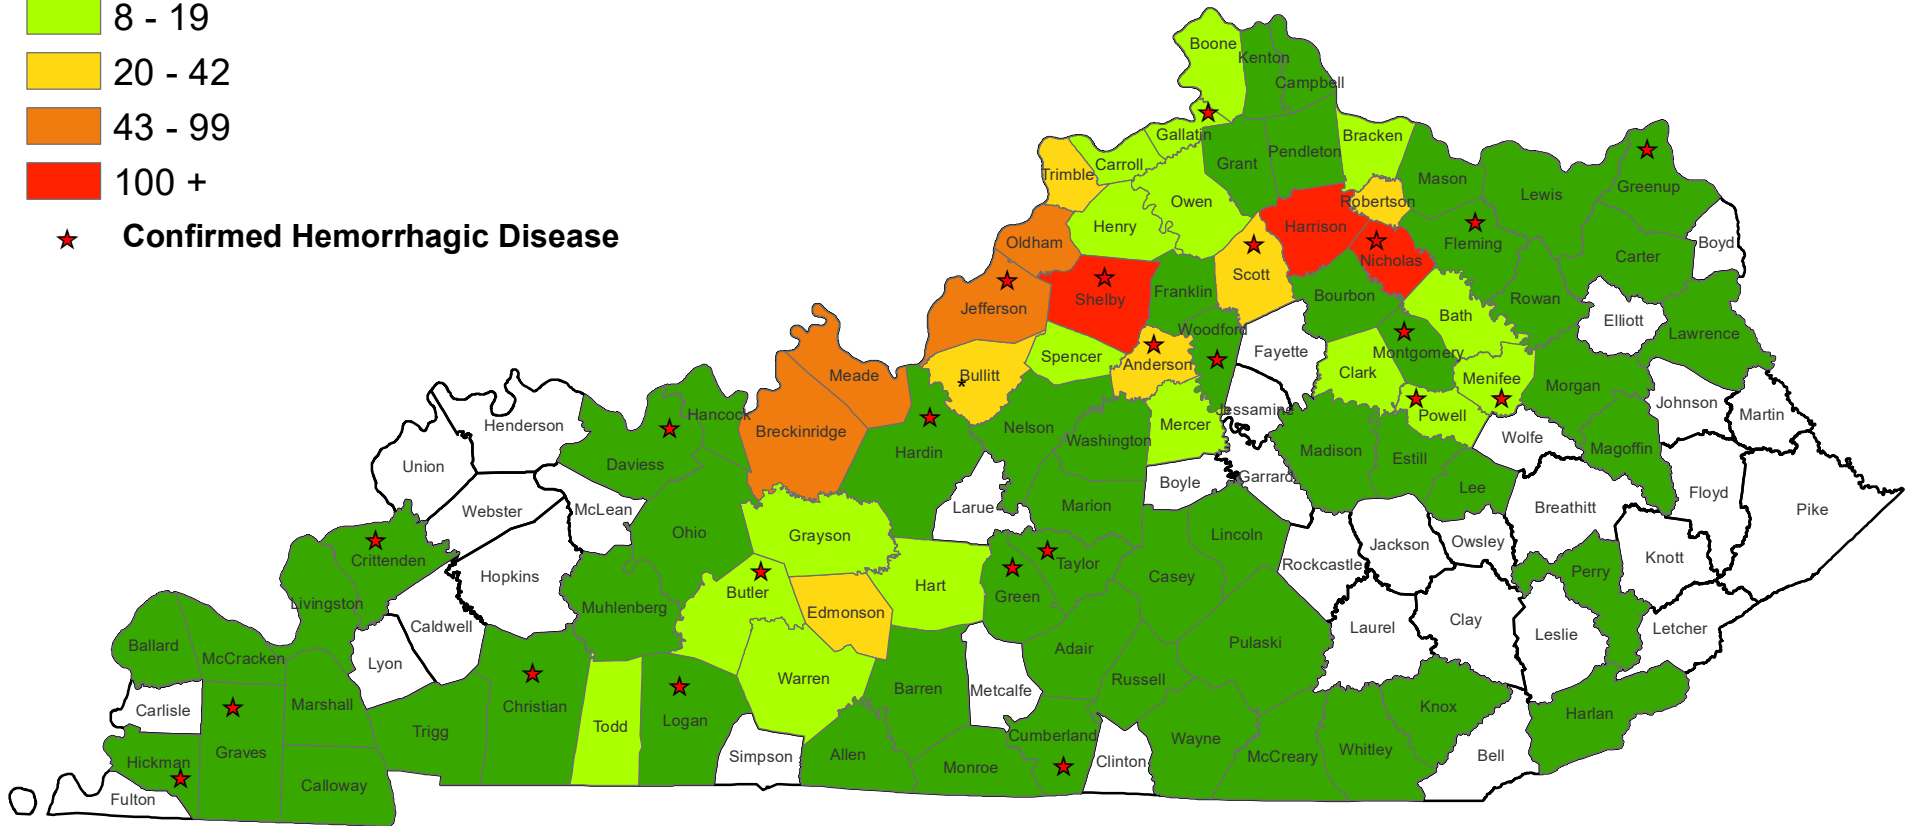 8 - 19
20 - 42
43 - 99
100 +
Confirmed Hemorrhagic Disease
Boone
Kenton
Campbell
Gallatin
Bracken
Carroll
Grant
Pendleton
Trimble
Mason
Lewis
Greenup
Owen
Robertson
Henry
Harrison
Oldham
Fleming
Boyd
Nicholas
Carter
Scott
Shelby
Franklin
Bourbon
Rowan
Jefferson
Bath
Elliott
Woodford
Lawrence
Fayette
Montgomery
Spencer
Anderson
Clark
Menifee
Meade
* Bullitt
Morgan
Johnson
Martin
Hancock
Jessamine
Powell
Henderson
Breckinridge
Nelson
Washington
Mercer
Wolfe
Hardin
Madison
Magoffin
Union
Daviess
Estill
Boyle
Garrard
Lee
Floyd
Webster
McLean
Larue
Marion
Breathitt
Pike
Ohio
Grayson
Lincoln
Crittenden
Taylor
Rockcastle
Jackson
Owsley
Knott
Hopkins
Hart
Casey
Perry
Livingston
Muhlenberg
Butler
Edmonson
Green
Caldwell
Laurel
Clay
Leslie
Letcher
Ballard
McCracken
Lyon
Adair
Pulaski
Warren
Barren
Metcalfe
Russell
Carlisle
Marshall
Christian
Todd
Logan
Knox
Harlan
Trigg
Cumberland
Wayne
Graves
Hickman
Simpson
Allen
Monroe
Clinton
McCreary
Whitley
Bell
Calloway
Fulton